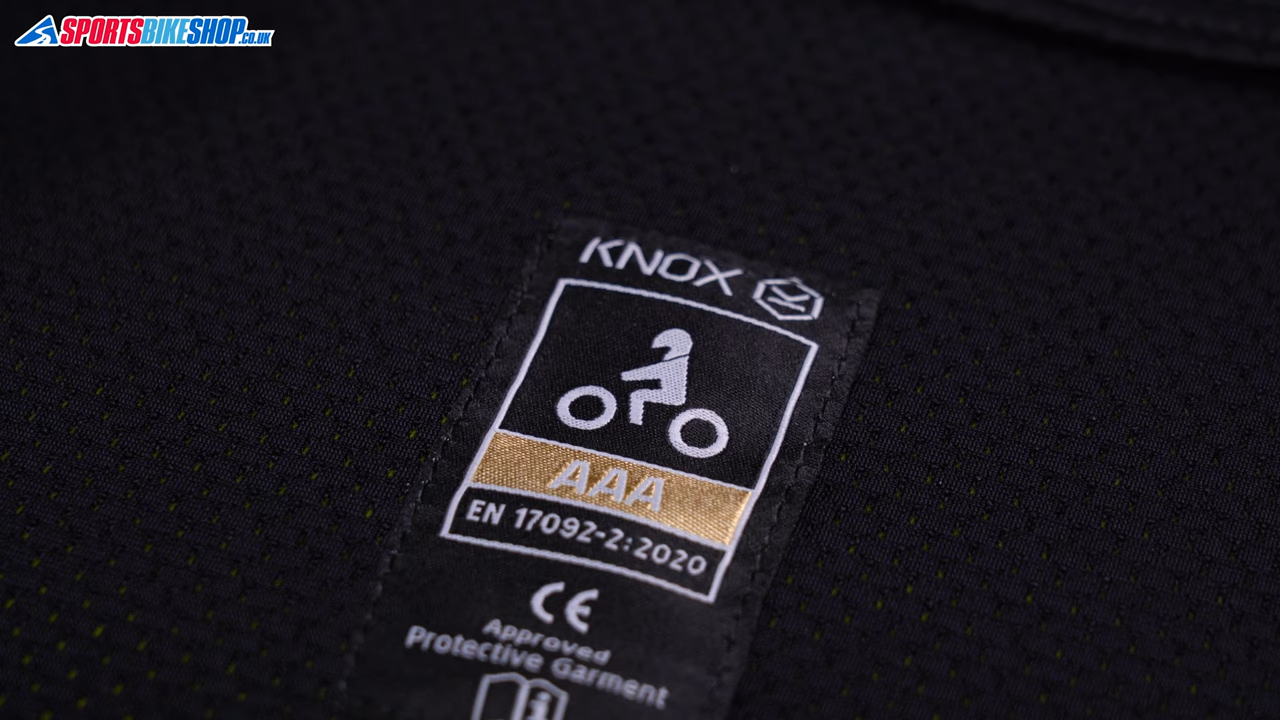 SPORTSBIKESHOP.CO.UK
KNOX
AAA
EN 17092-2:2020
CE
Approved
Protective Garment
i